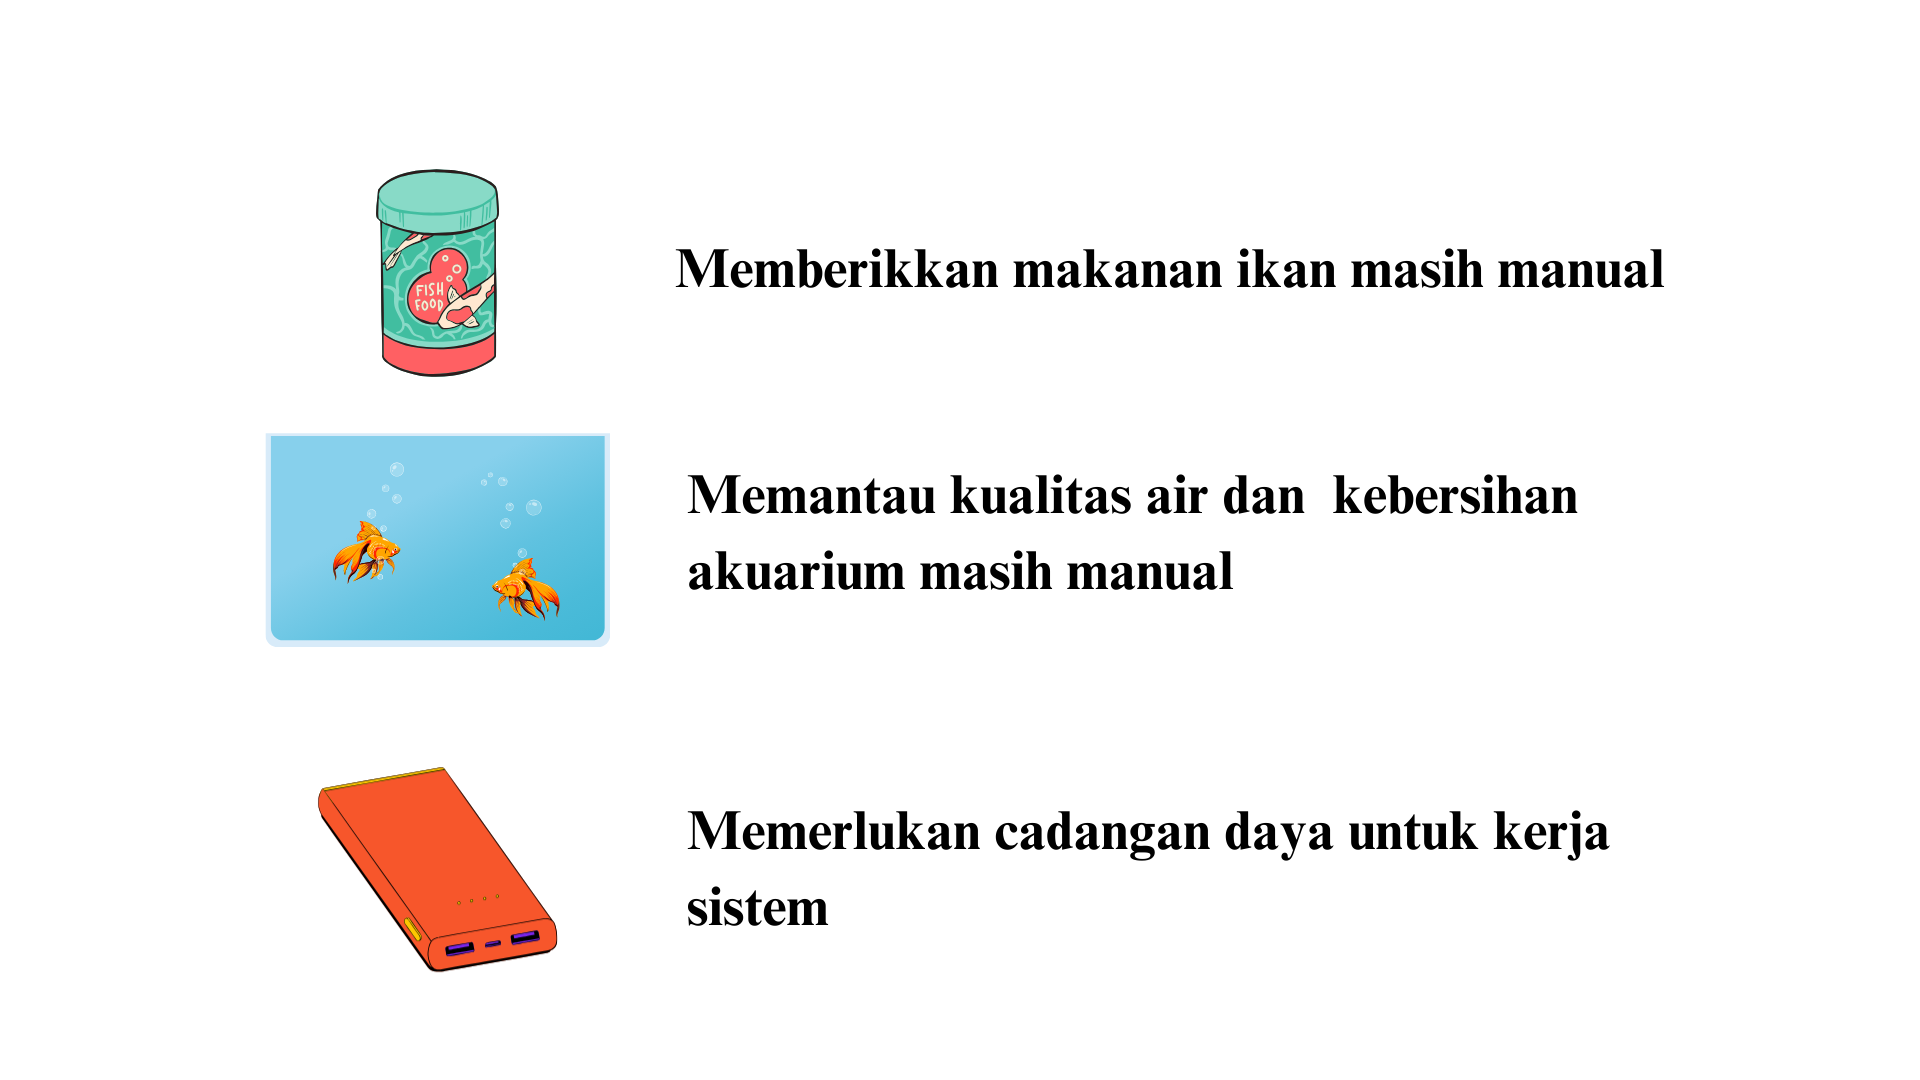 FISH
FOOD
Memberikkan makanan ikan masih manual
Memantau kualitas air dan  kebersihan
akuarium masih manual
Memerlukan cadangan daya untuk kerja
sistem